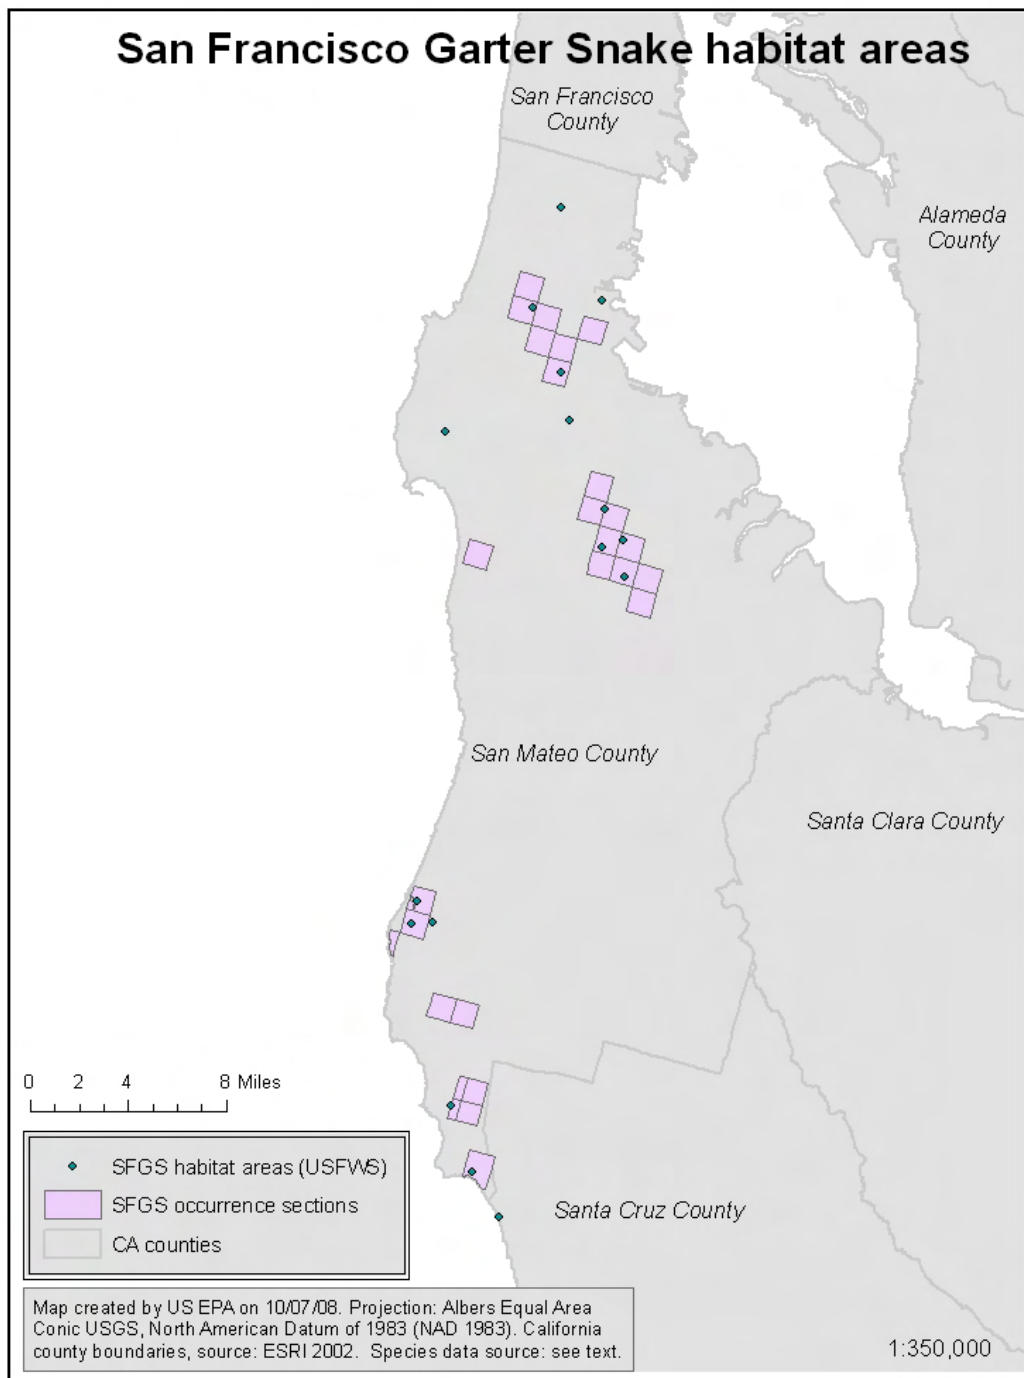 San Francisco Garter Snake habitat areas
San Francisco
County
Alameda
County
San Mateo County
Santa Clara County
0 2 4 8 Miles
SFGS habitat areas (USFWS)
SFGS occurrence sections
CA counties
Santa Cruz County
Map created by US EPA on 10/07/08. Projection: Albers Equal Area
Conic USGS, North American Datum of 1983 (NAD 1983). California
county boundaries, source: ESRI 2002. Species data source: see text.
1:350,000